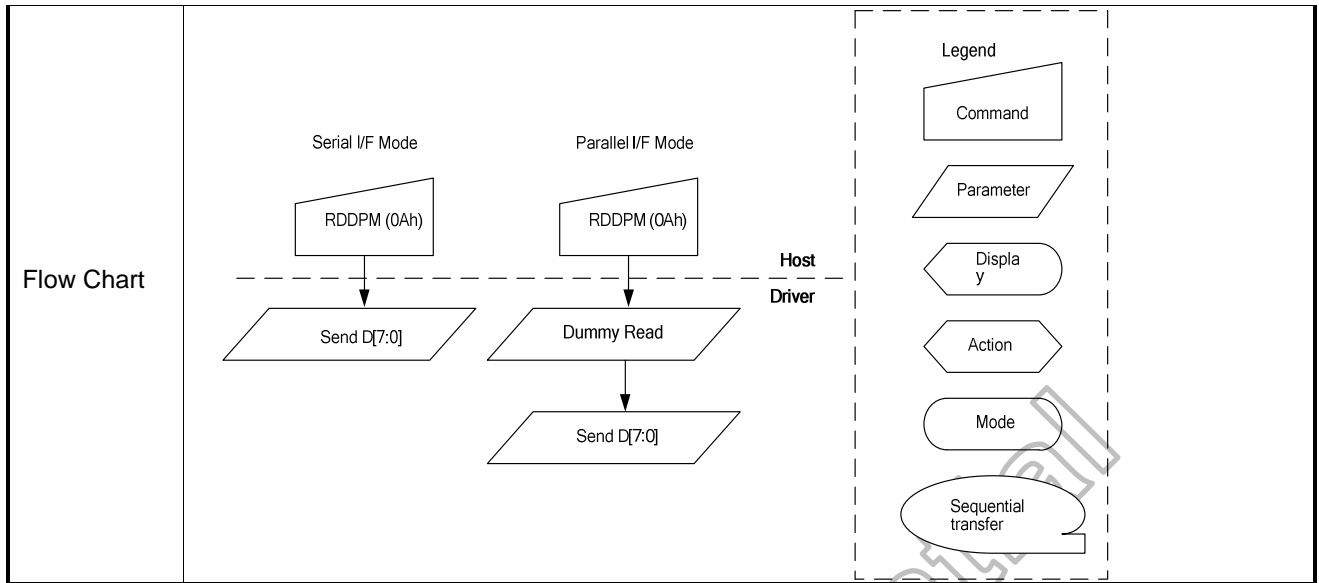 Flow Chart
Serial I/F Mode
Parallel I/F Mode
RDDPM (0Ah)
RDDPM (0Ah)
Host
Driver
Send D[7:0]
Dummy Read
Send D[7:0]
Legend
Command
Parameter
Displa
y
Action
Mode
Sequential
transfer